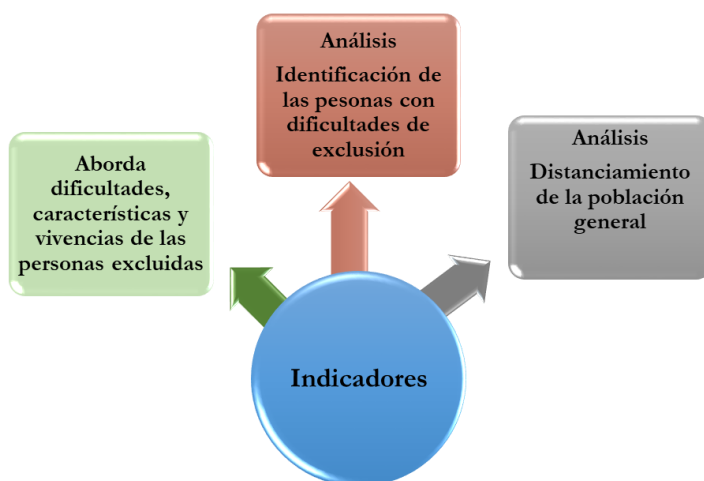 Aborda
dificultades,
características y
vivencias de las
personas excluidas
Análisis
Identificación de
las pesonas con
dificultades de
exclusión
Análisis
Distanciamiento
de la población
general
Indicadores